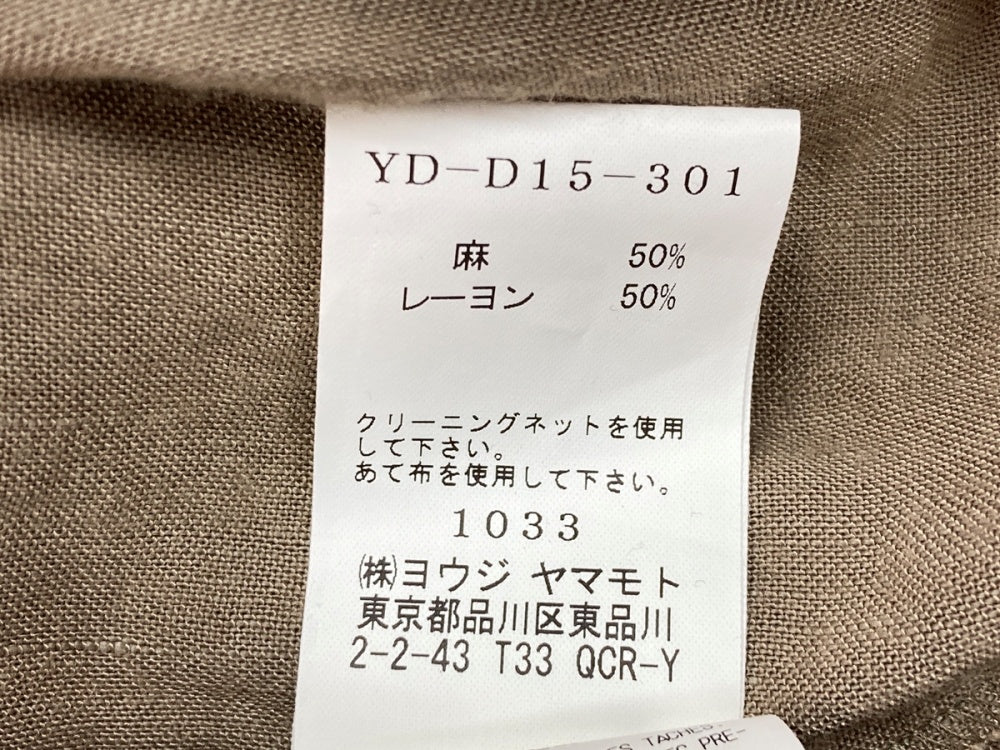 YD-D15-301
麻 50%
レーヨン 50%
クリーニングネットを使用
して下さい。
あて布を使用して下さい。
1033
㈱ヨウジ ヤマモト
東京都品川区東品川
2-2-43 T33 QCR-Y
TACHED.
PRE-